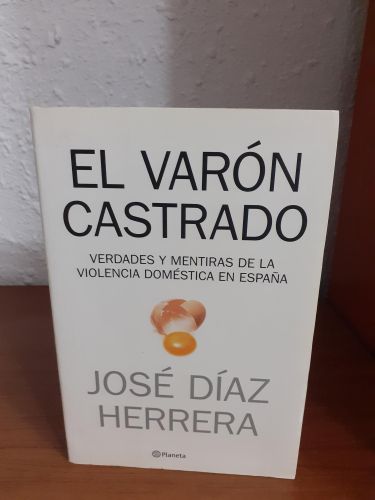 EL VARÓN
CASTRADO
VERDADES Y MENTIRAS DE LA
VIOLENCIA DOMÉSTICA EN ESPAÑA
JOSÉ DÍAZ
HERRERA
Planeta